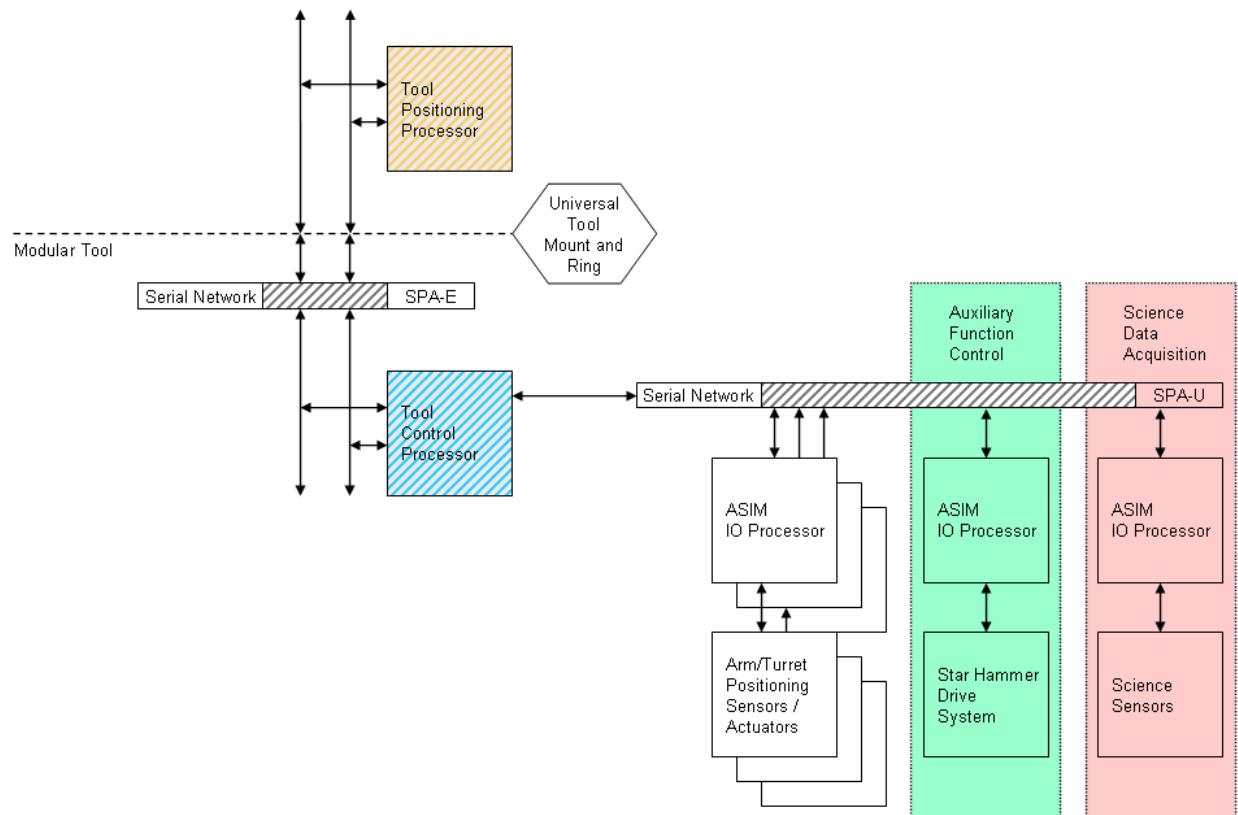 Tool
Positioning
Processor
Universal
Tool
Mount and
Ring
Modular Tool
Serial Network
SPA-E
Tool
Control
Processor
Auxiliary
Function
Control
Science
Data
Acquisition
Serial Network
SPA-U
ASIM
IO Processor
ASIM
IO Processor
ASIM
IO Processor
Arm/Turret
Positioning
Sensors /
Actuators
Star Hammer
Drive
System
Science
Sensors